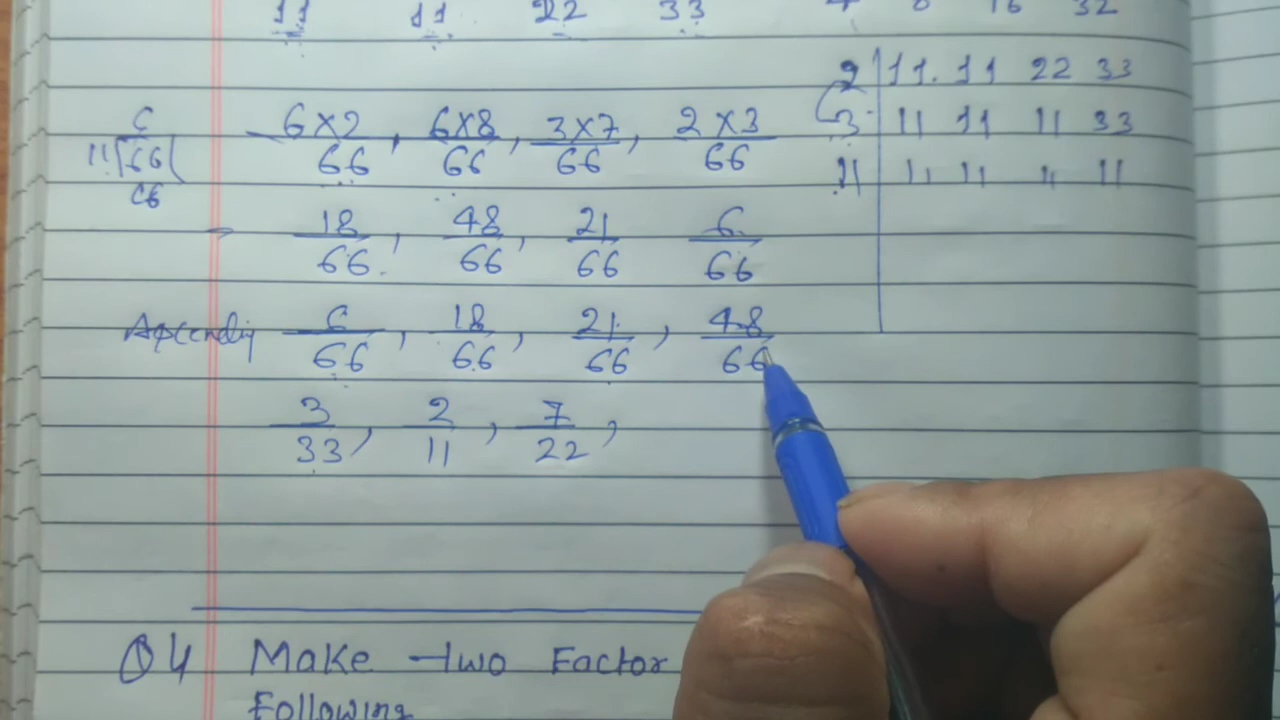 11 11 22 33 4 8 16 32
2 | 11. 11 22 33
6 6×2/66, 6×8/66, 3×7/66, 2×3/66 3 | 11 11 11 33
11 66 11 | 11 11 11 11
66
→ 18/66, 48/66, 21/66 6/66
6/66, 18/66, 21/66, 48/66
3/33, 2/11, 7/22,
Q4 Make two Factor
Following